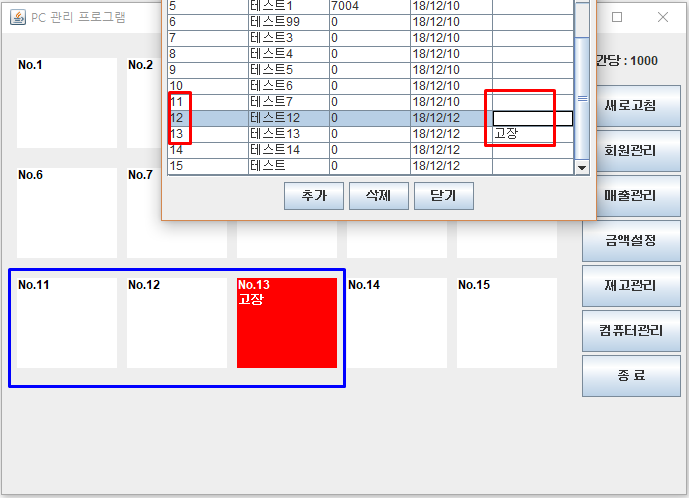 PC 관리 프로그램
5 테스트1 7004 18/12/10
6 테스트99 0 18/12/10
7 테스트3 0 18/12/10
8 테스트4 0 18/12/10
9 테스트5 0 18/12/10
10 테스트6 0 18/12/10
11 테스트7 0 18/12/10
12 테스트12 0 18/12/12
13 테스트13 0 18/12/12 고장
14 테스트14 0 18/12/12
15 테스트 0 18/12/12
추가 삭제 닫기
No.1 No.2
No.6 No.7
No.11 No.12 No.13 No.14 No.15
고장
간당 : 1000
새로고침
회원관리
매출관리
금액설정
재고관리
컴퓨터관리
종 료